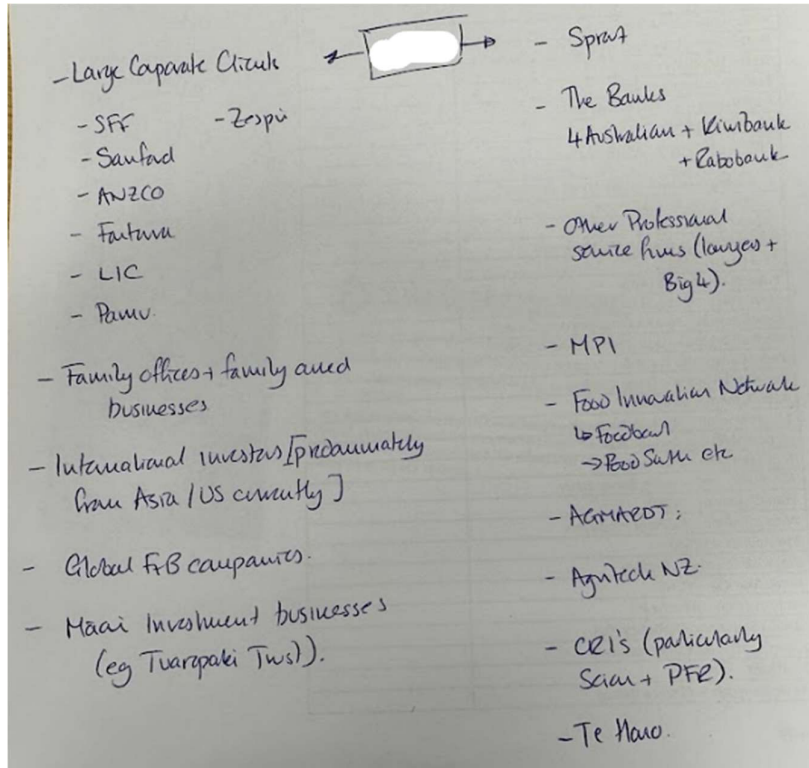 - Large Corporate Clients
- SFF - Zespri
- Sanford
- ANZCO
- Fonterra
- LIC
- Pamu
- Family offices + family owned
businesses
- International investors [predominately
from Asia / US currently]
- Global F+B companies.
- Maori Investment businesses
(eg Tuaropaki Trust)).
- Sprout
- The Banks
4 Australian + Kiwibank
+ Rabobank
- Other Professional
service firms (lawyers +
Big 4).
- MPI
- Food Innovation Network
↳ Foodbowl
→ Food South etc
- AGMARDT;
- Agritech NZ.
- CRI's (particularly
Scion + PFR).
- Te Hono.